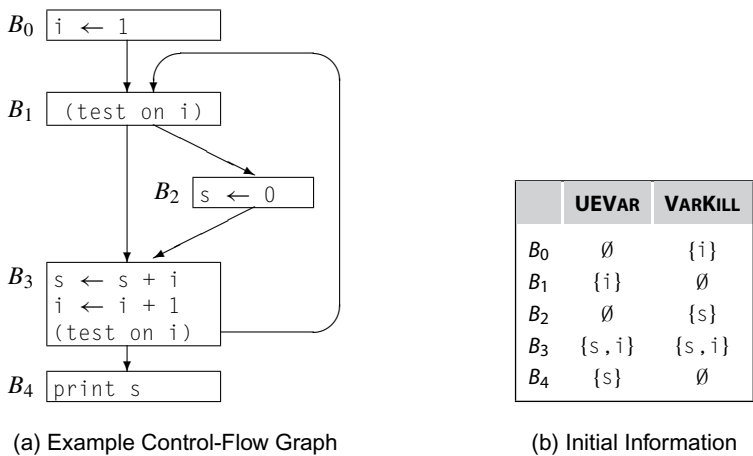 B0 i ← 1
B1 (test on i)
B2 s ← 0
B3 s ← s + i
i ← i + 1
(test on i)
B4 print s
(a) Example Control-Flow Graph
UEVAR VARKILL
B0 Ø {i}
B1 {i} Ø
B2 Ø {s}
B3 {s,i} {s,i}
B4 {s} Ø
(b) Initial Information